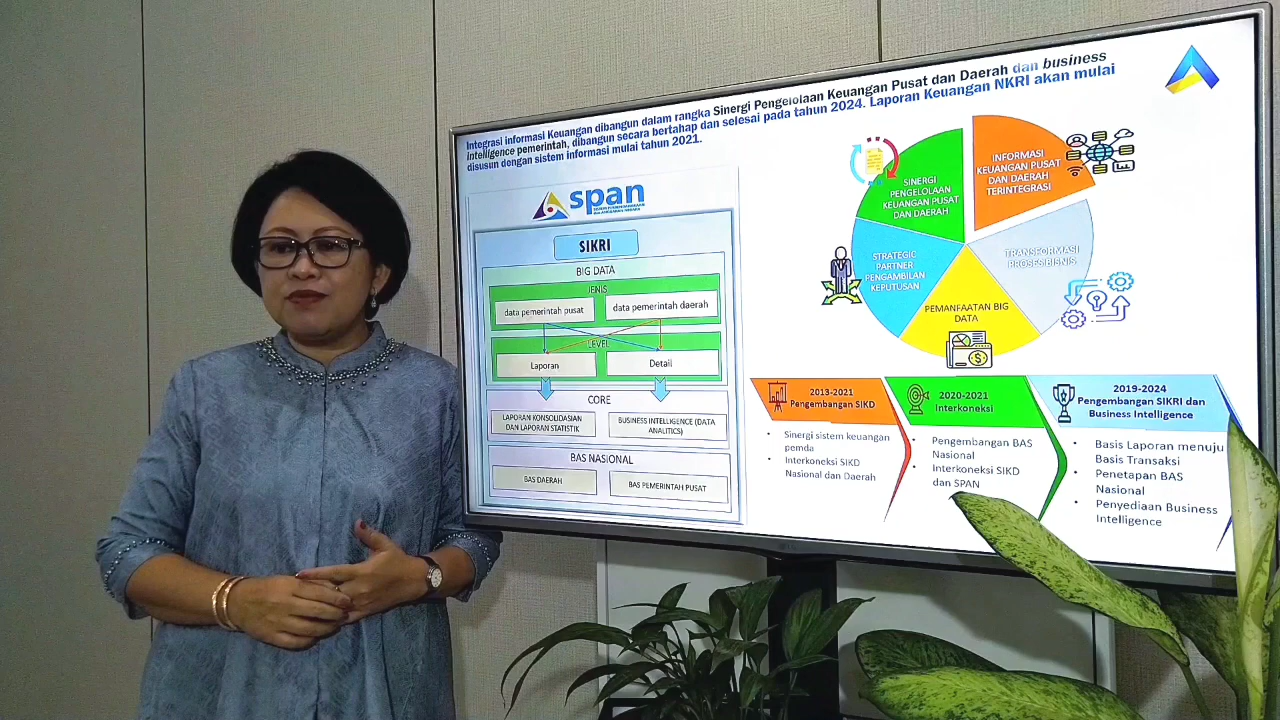 Integrasi informasi Keuangan dibangun dalam rangka Sinergi Pengelolaan Keuangan Pusat dan Daerah dan business
Intelligence pemerintah, dibangun secara bertahap dan selesai pada tahun 2024. Laporan Keuangan NKRI akan mulai
disusun dengan sistem informasi mulai tahun 2021.
span
SISTEM PERBENDAHARAAN
DAN ANGGARAN NEGARA
SIKRI
BIG DATA
JENIS
data pemerintah pusat
data pemerintah daerah
LEVEL
Laporan
Detail
CORE
LAPORAN KONSOLIDASIAN
DAN LAPORAN STATISTIK
BUSINESS INTELLIGENCE (DATA
ANALITICS)
BAS NASIONAL
BAS DAERAH
BAS PEMERINTAH PUSAT
SINERGI
PENGELOLAAN
KEUANGAN PUSAT
DAN DAERAH
INFORMASI
KEUANGAN PUSAT
DAN DAERAH
TERINTEGRASI
STRATEGIC
PARTNER
PENGAMBILAN
KEPUTUSAN
TRANSFORMASI
PROSES BISNIS
PEMANFAATAN BIG
DATA
2013-2021
Pengembangan SIKD
• Sinergi sistem keuangan
pemda
• Interkoneksi SIKD
Nasional dan Daerah
2020-2021
Interkoneksi
• Pengembangan BAS
Nasional
• Interkoneksi SIKD
dan SPAN
2019-2024
Pengembangan SIKRI dan
Business Intelligence
• Basis Laporan menuju
Basis Transaksi
• Penetapan BAS
Nasional
• Penyediaan Business
Intelligence